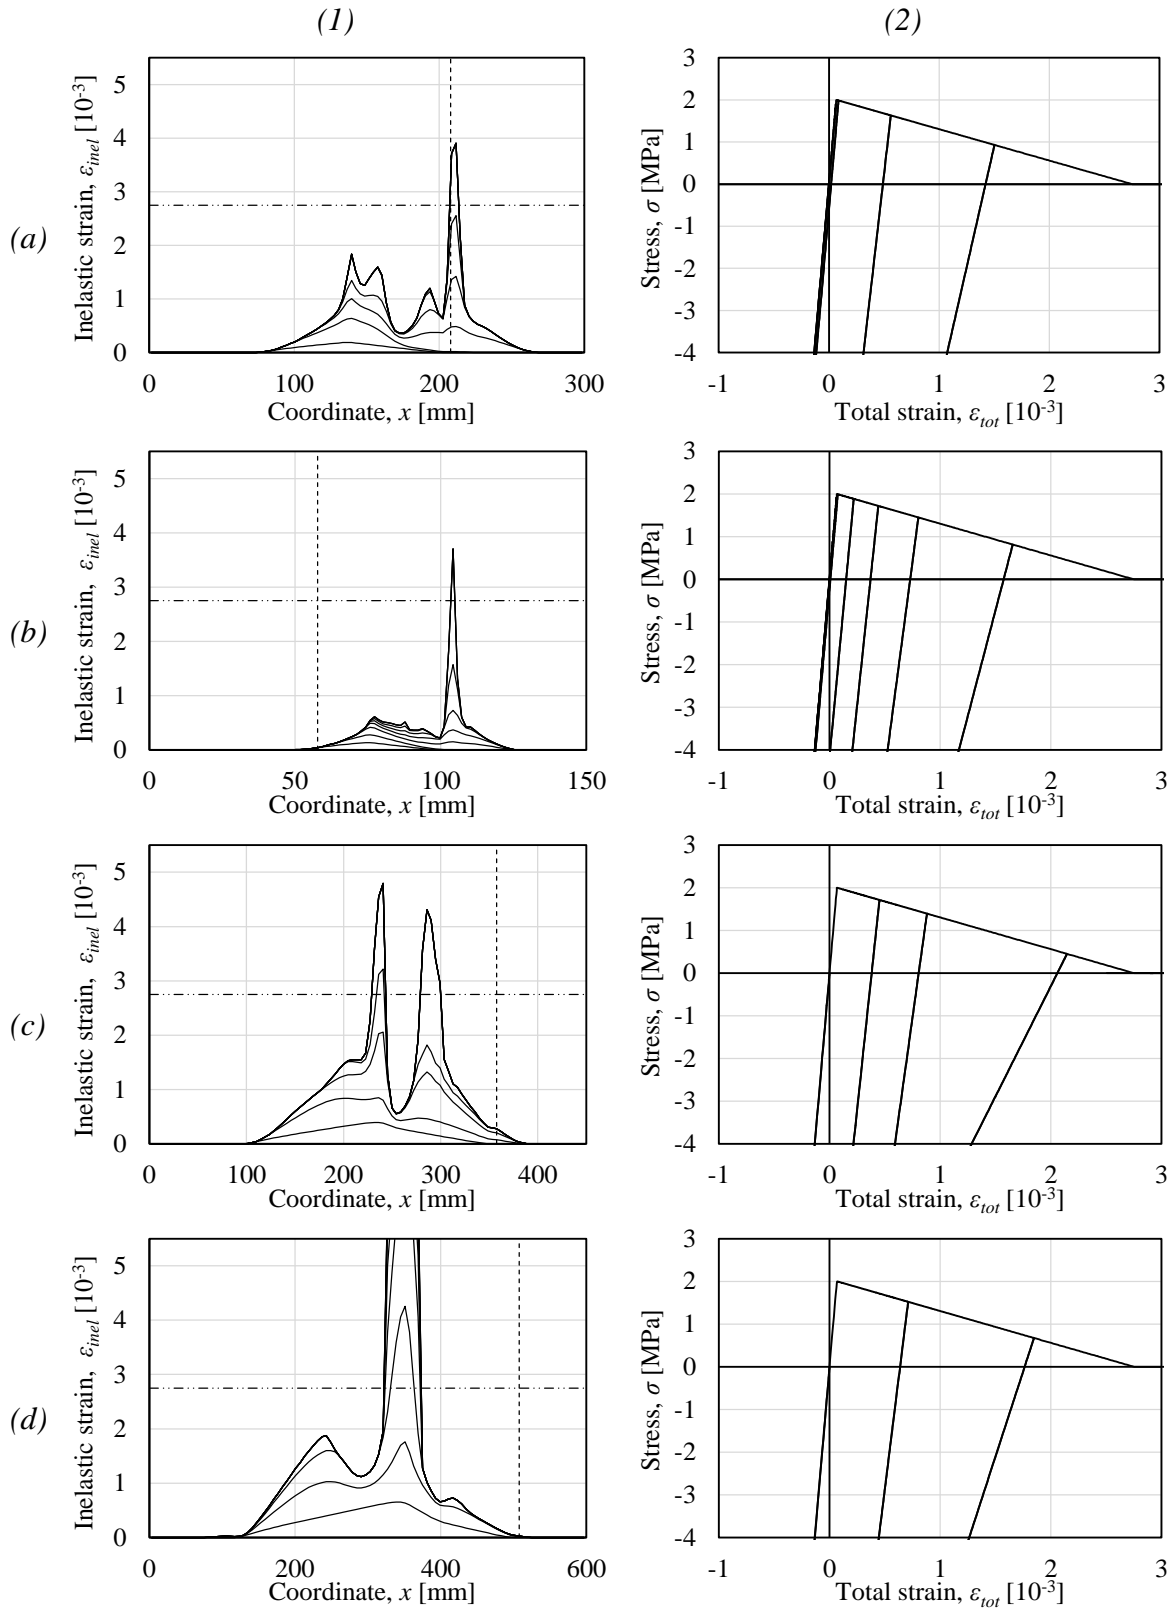 (1) (2)
(a)
Inelastic strain, εinel [10-3]
5
4
3
2
1
0
0 100 200 300
Coordinate, x [mm]
Stress, σ [MPa]
3
2
1
0
-1
-2
-3
-4
-1 0 1 2 3
Total strain, εtot [10-3]
(b)
Inelastic strain, εinel [10-3]
5
4
3
2
1
0
0 50 100 150
Coordinate, x [mm]
Stress, σ [MPa]
3
2
1
0
-1
-2
-3
-4
-1 0 1 2 3
Total strain, εtot [10-3]
(c)
Inelastic strain, εinel [10-3]
5
4
3
2
1
0
0 100 200 300 400
Coordinate, x [mm]
Stress, σ [MPa]
3
2
1
0
-1
-2
-3
-4
-1 0 1 2 3
Total strain, εtot [10-3]
(d)
Inelastic strain, εinel [10-3]
5
4
3
2
1
0
0 200 400 600
Coordinate, x [mm]
Stress, σ [MPa]
3
2
1
0
-1
-2
-3
-4
-1 0 1 2 3
Total strain, εtot [10-3]